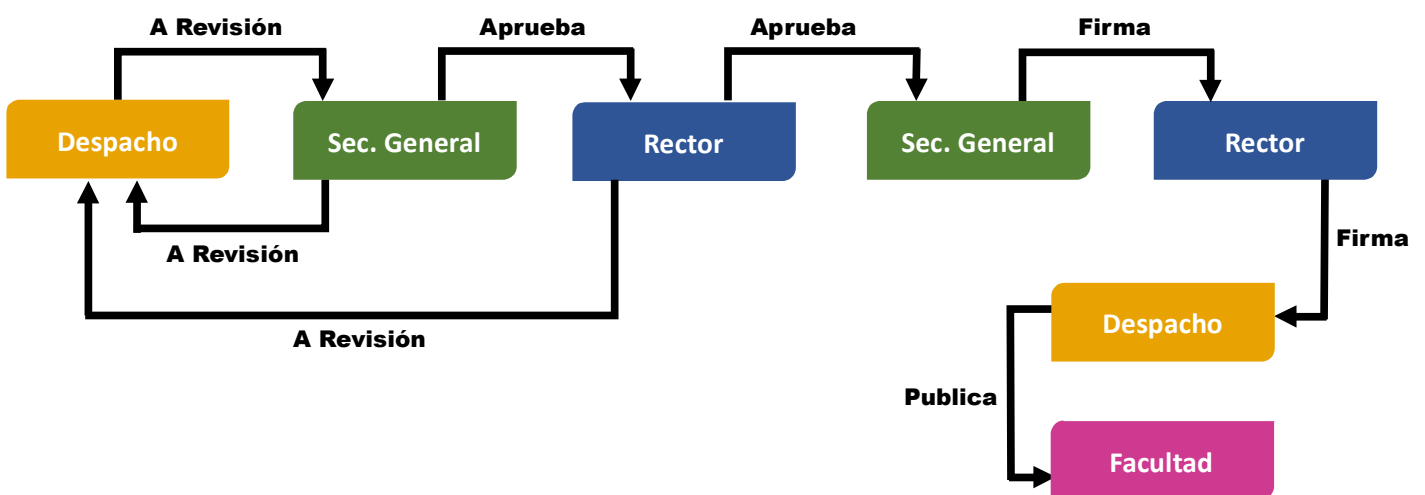 A Revisión
Aprueba
Aprueba
Firma
Despacho
Sec. General
Rector
Sec. General
Rector
A Revisión
Firma
A Revisión
Despacho
Publica
Facultad